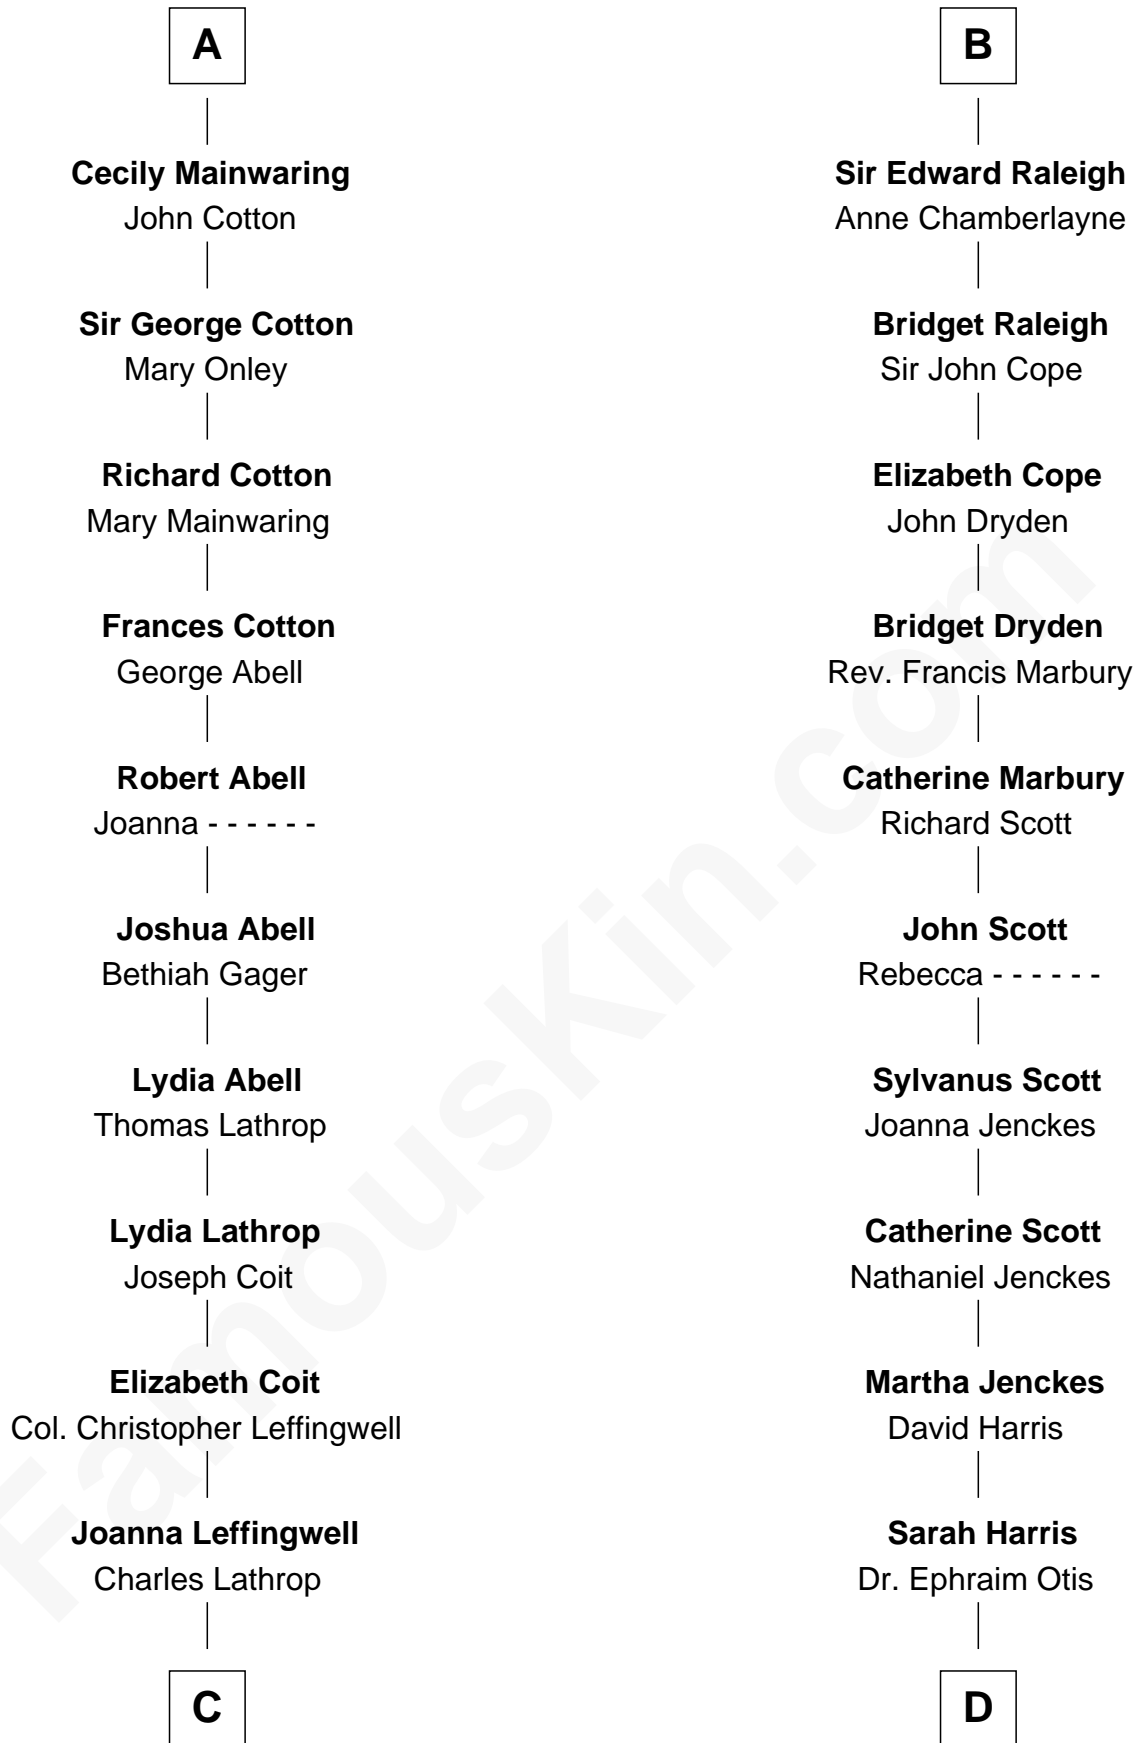 A
Cecily Mainwaring
John Cotton
Sir George Cotton
Mary Onley
Richard Cotton
Mary Mainwaring
Frances Cotton
George Abell
Robert Abell
Joanna - - - - - -
Joshua Abell
Bethiah Gager
Lydia Abell
Thomas Lathrop
Lydia Lathrop
Joseph Coit
Elizabeth Coit
Col. Christopher Leffingwell
Joanna Leffingwell
Charles Lathrop
C
B
Sir Edward Raleigh
Anne Chamberlayne
Bridget Raleigh
Sir John Cope
Elizabeth Cope
John Dryden
Bridget Dryden
Rev. Francis Marbury
Catherine Marbury
Richard Scott
John Scott
Rebecca - - - - - -
Sylvanus Scott
Joanna Jenckes
Catherine Scott
Nathaniel Jenckes
Martha Jenckes
David Harris
Sarah Harris
Dr. Ephraim Otis
D
FamousKin.com